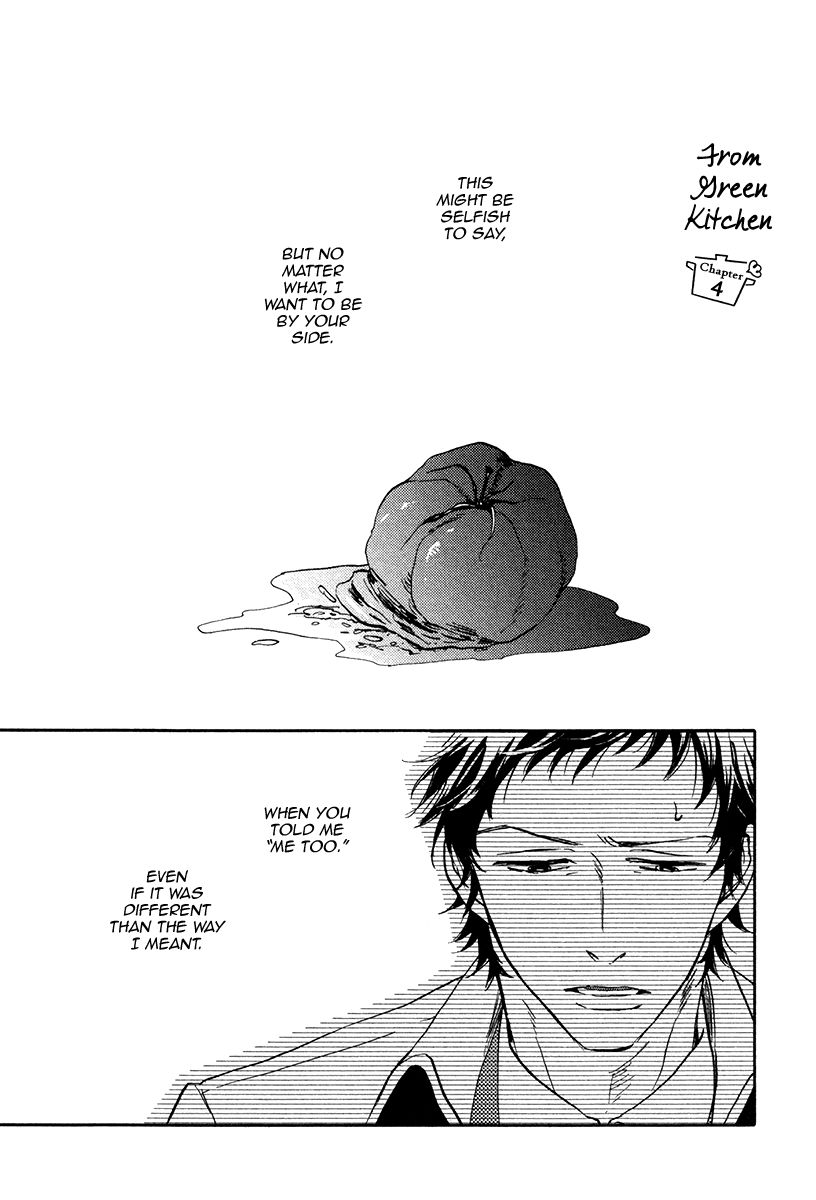 From
Green
Kitchen
Chapter
4
THIS
MIGHT BE
SELFISH
TO SAY,
BUT NO
MATTER
WHAT, I
WANT TO BE
BY YOUR
SIDE.
WHEN YOU
TOLD ME
"ME TOO."
EVEN
IF IT WAS
DIFFERENT
THAN THE WAY
I MEANT.